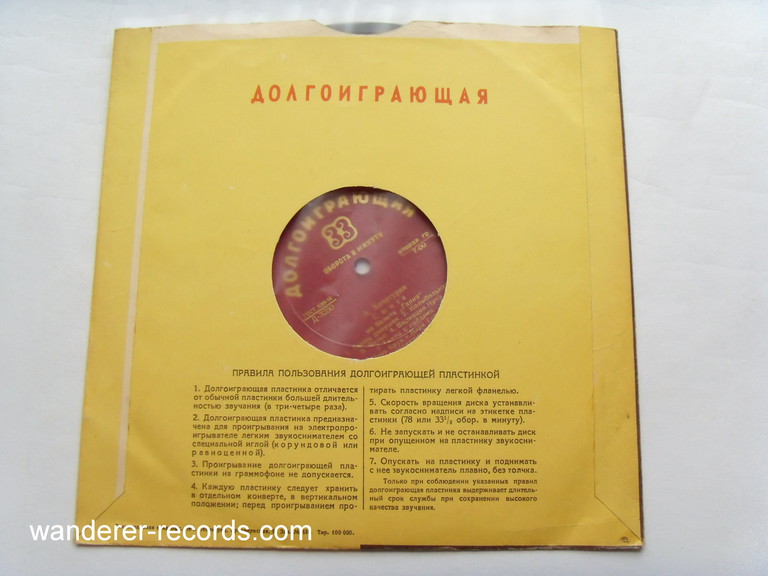 ДОЛГОИГРАЮЩАЯ
ДОЛГОИГРАЮЩАЯ
33
ОБОРОТА В МИНУТУ
ПРАВИЛА ПОЛЬЗОВАНИЯ ДОЛГОИГРАЮЩЕЙ ПЛАСТИНКОЙ
1. Долгоиграющая пластинка отличается
от обычной пластинки большей длитель-
ностью звучания (в три-четыре раза).
2. Долгоиграющая пластинка предназна-
чена для проигрывания на электропро-
игрывателе легким звукоснимателем со
специальной иглой (корундовой или
равноценной).
3. Проигрывание долгоиграющей пла-
стинки на граммофоне не допускается.
4. Каждую пластинку следует хранить
в отдельном конверте, в вертикальном
положении; перед проигрыванием про-
тирать пластинку легкой фланелью.
5. Скорость вращения диска устанавли-
вать согласно надписи на этикетке пла-
стинки (78 или 33¹/₃ обор. в минуту).
6. Не запускать и не останавливать диск
при опущенном на пластинку звукосни-
мателе.
7. Опускать на пластинку и поднимать
с нее звукосниматель плавно, без толчка.
Только при соблюдении указанных правил
долгоиграющая пластинка выдерживает длитель-
ный срок службы при сохранении высокого
качества звучания.
Тир. 100 000.
wanderer-records.com